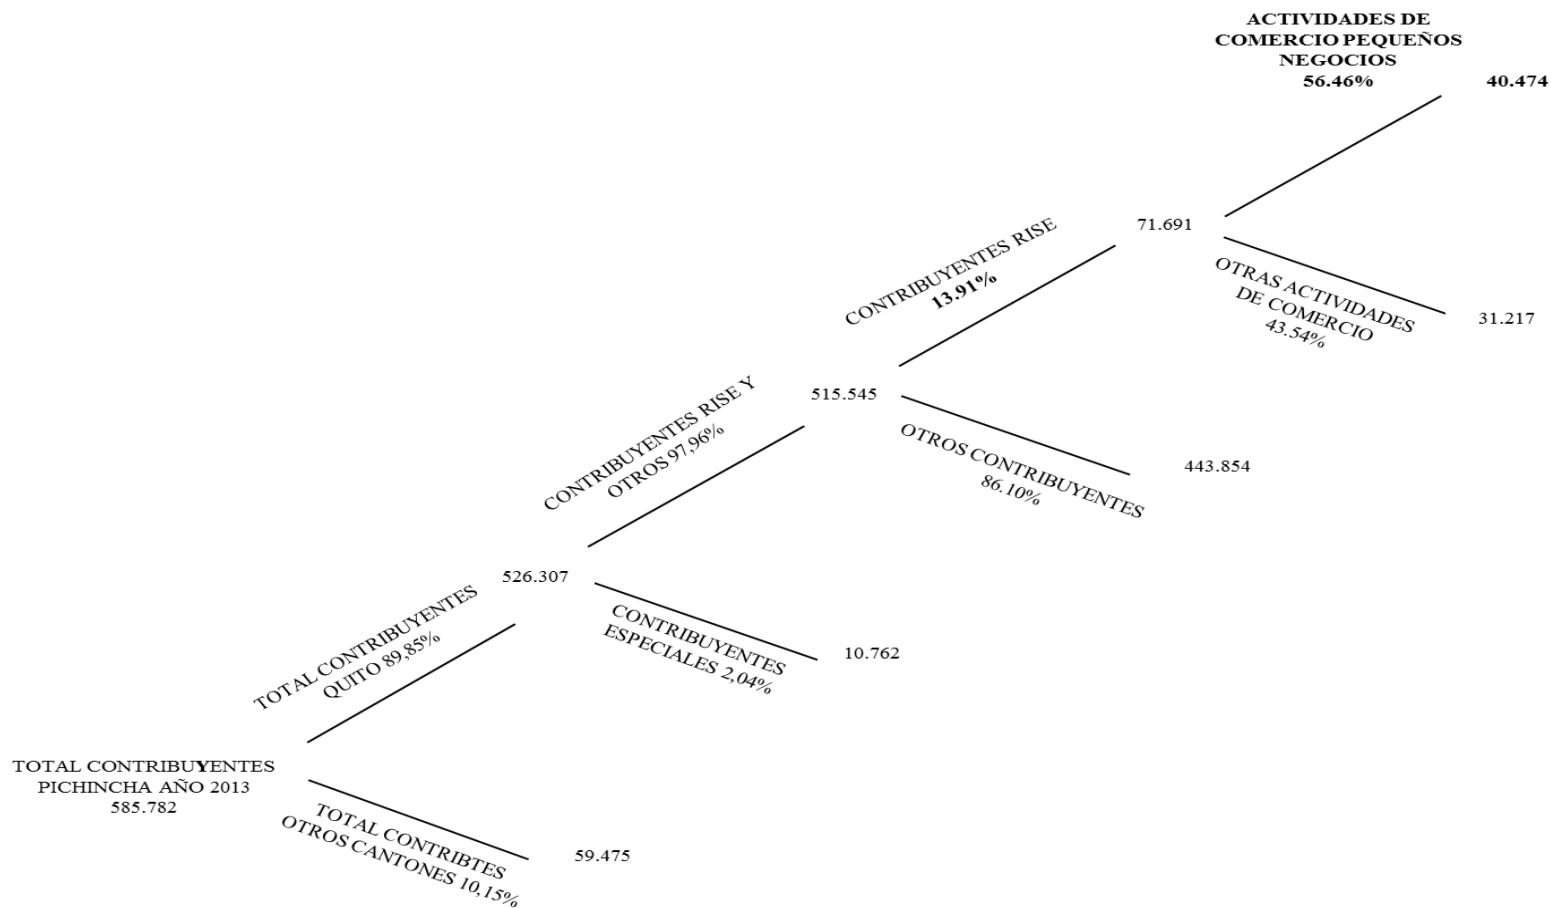 ACTIVIDADES DE
COMERCIO PEQUEÑOS
NEGOCIOS
56.46%
40.474
CONTRIBUYENTES RISE
13.91%
71.691
OTRAS ACTIVIDADES
DE COMERCIO
43.54%
31.217
CONTRIBUYENTES RISE Y
OTROS 97,96%
515.545
OTROS CONTRIBUYENTES
86.10%
443.854
TOTAL CONTRIBUYENTES
QUITO 89,85%
526.307
CONTRIBUYENTES
ESPECIALES 2,04%
10.762
TOTAL CONTRIBUYENTES
PICHINCHA AÑO 2013
585.782
TOTAL CONTRIBTES
OTROS CANTONES 10,15%
59.475